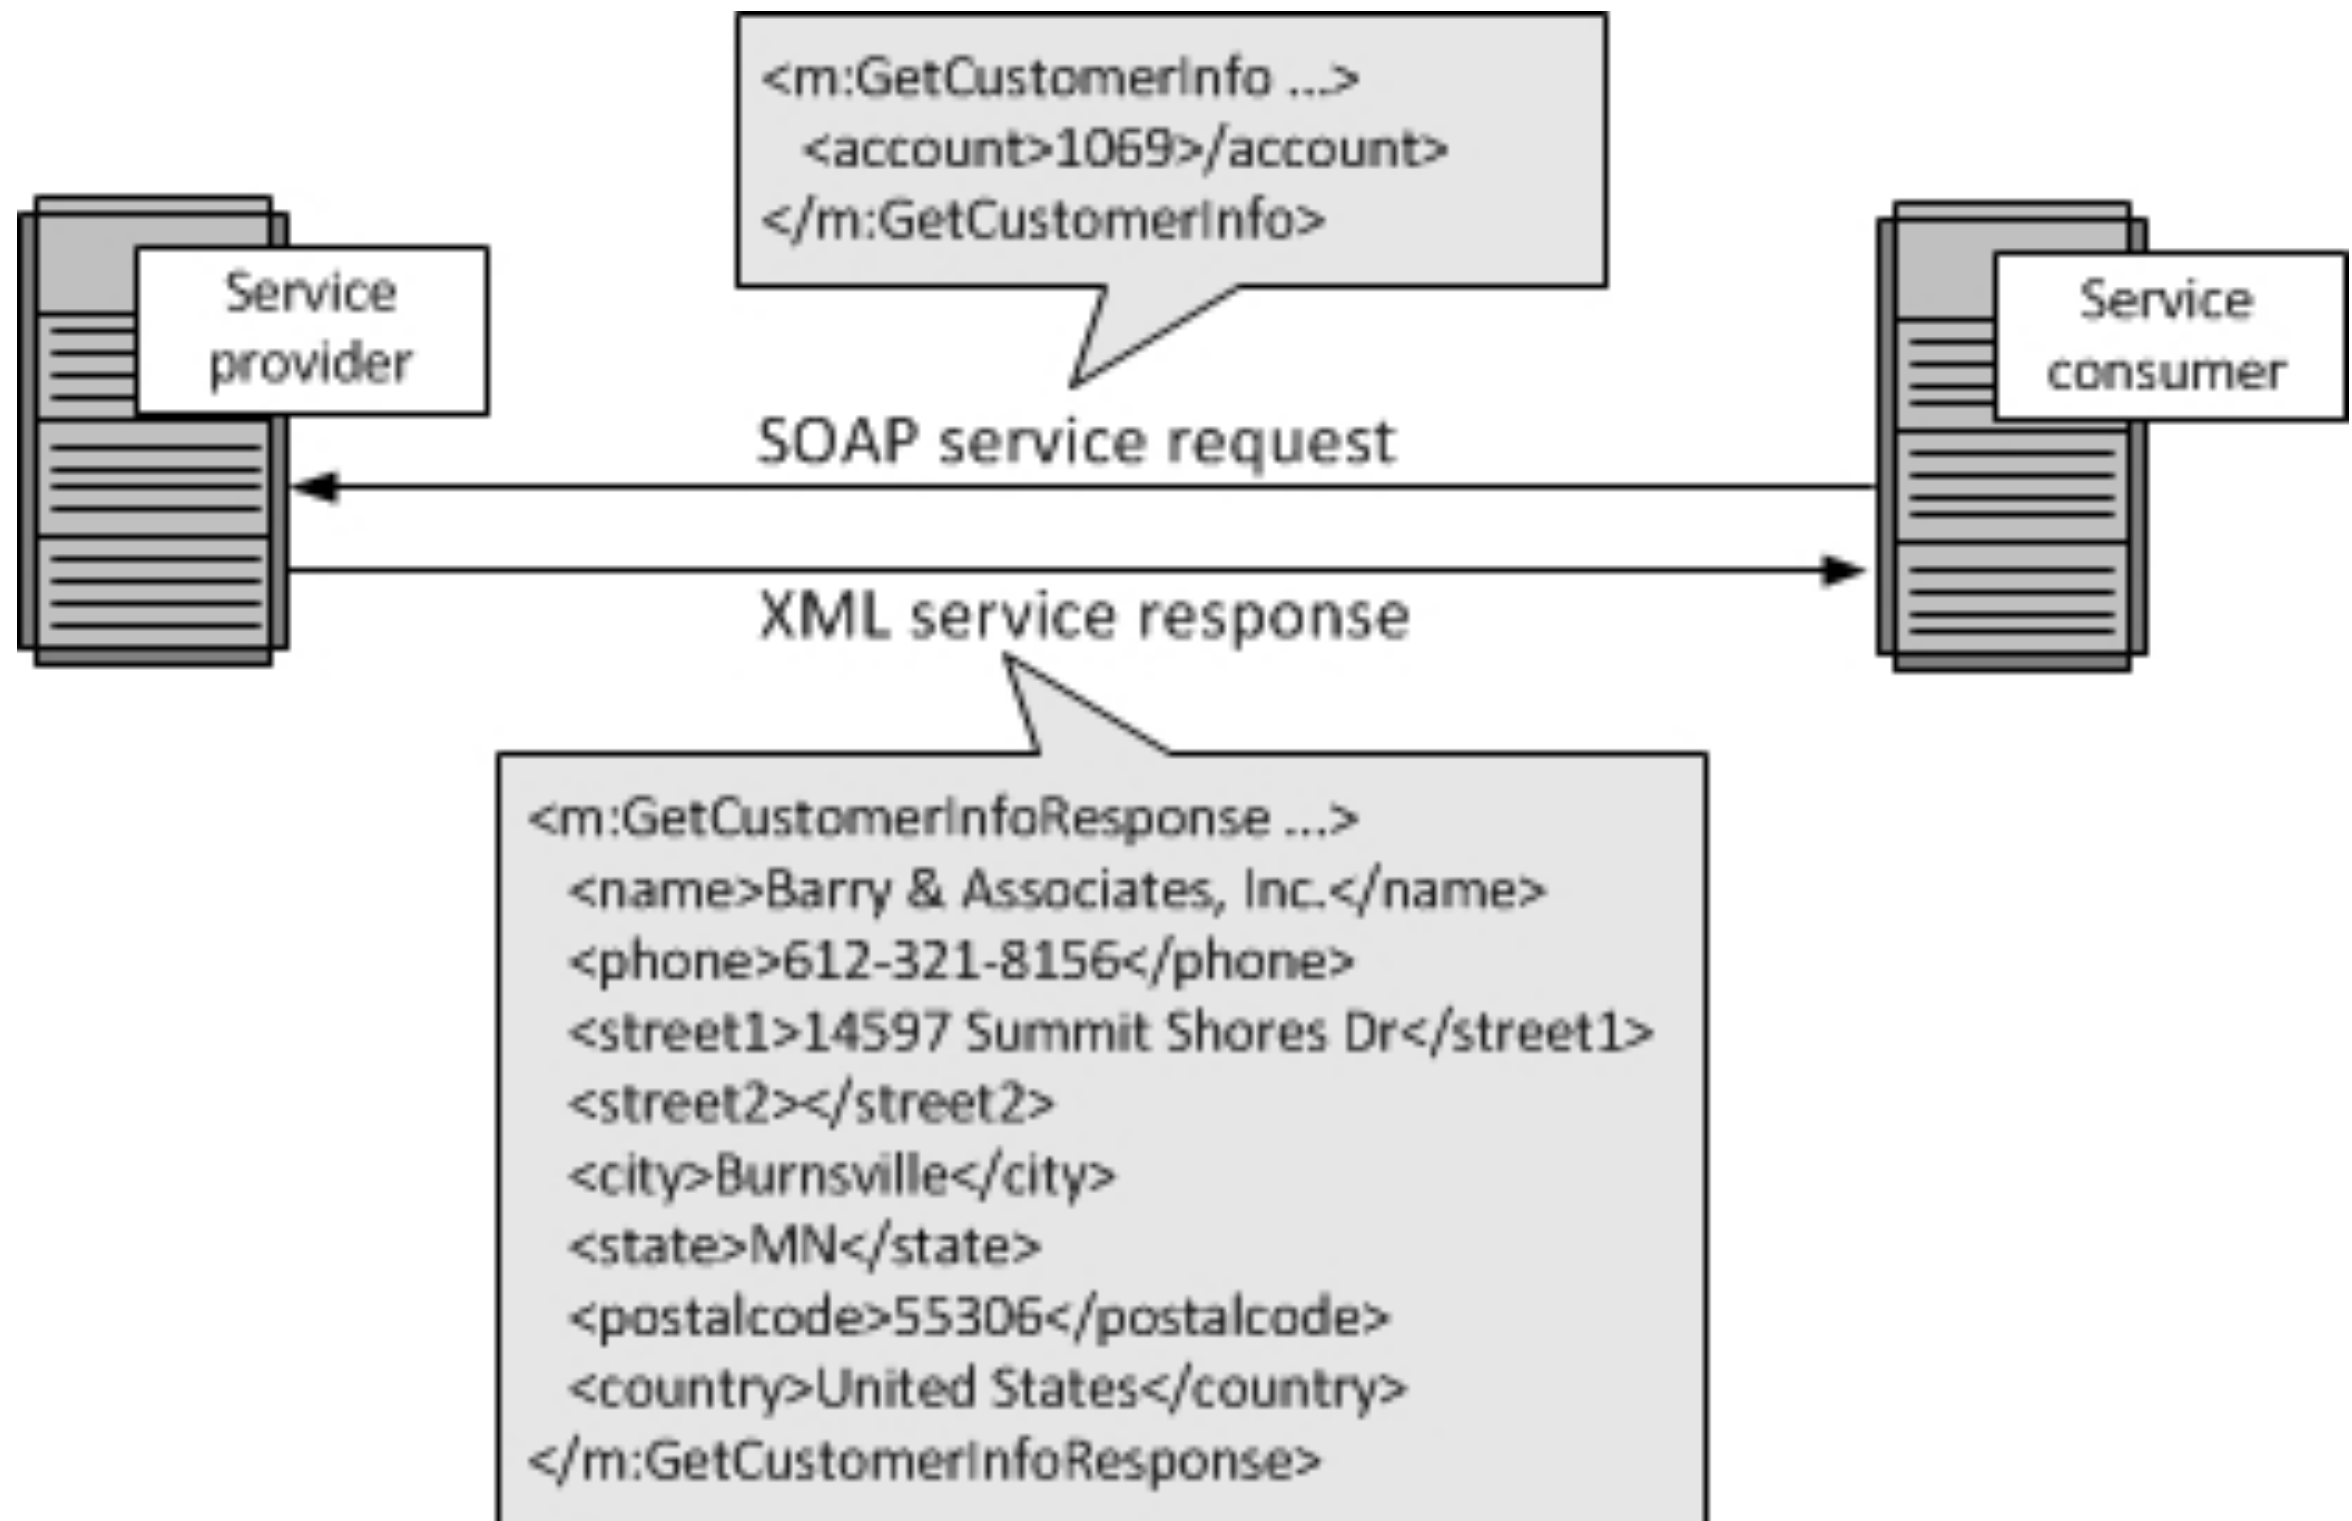 <m:GetCustomerInfo ...>
<account>1069>/account>
</m:GetCustomerInfo>
Service
provider
Service
consumer
SOAP service request
XML service response
<m:GetCustomerInfoResponse ...>
<name>Barry & Associates, Inc.</name>
<phone>612-321-8156</phone>
<street1>14597 Summit Shores Dr</street1>
<street2></street2>
<city>Burnsville</city>
<state>MN</state>
<postalcode>55306</postalcode>
<country>United States</country>
</m:GetCustomerInfoResponse>